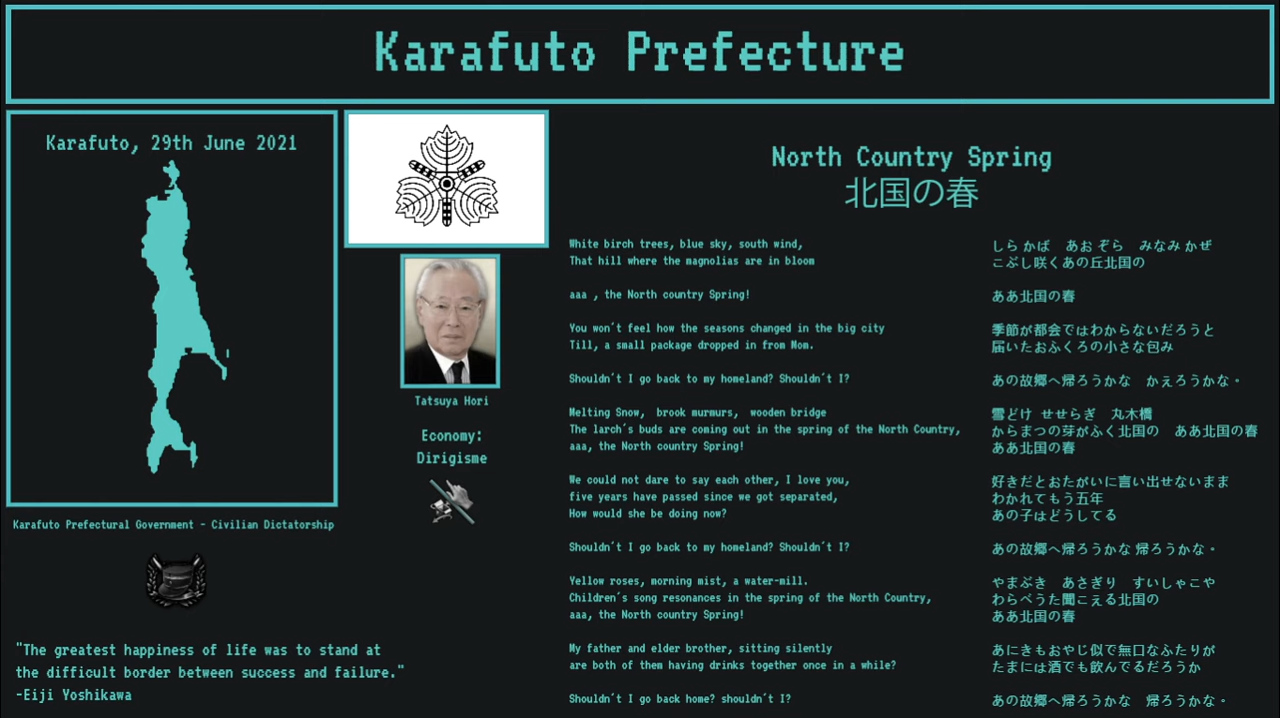 Karafuto Prefecture
Karafuto, 29th June 2021
Karafuto Prefectural Government - Civilian Dictatorship
"The greatest happiness of life was to stand at
the difficult border between success and failure."
-Eiji Yoshikawa
Tatsuya Hori
Economy:
Dirigisme
North Country Spring
北国の春
White birch trees, blue sky, south wind,
That hill where the magnolias are in bloom
aaa , the North country Spring!
You won´t feel how the seasons changed in the big city
Till, a small package dropped in from Mom.
Shouldn´t I go back to my homeland? Shouldn´t I?
Melting Snow, brook murmurs, wooden bridge
The larch´s buds are coming out in the spring of the North Country,
aaa, the North country Spring!
We could not dare to say each other, I love you,
five years have passed since we got separated,
How would she be doing now?
Shouldn´t I go back to my homeland? Shouldn´t I?
Yellow roses, morning mist, a water-mill.
Children´s song resonances in the spring of the North Country,
aaa, the North country Spring!
My father and elder brother, sitting silently
are both of them having drinks together once in a while?
Shouldn´t I go back home? shouldn´t I?
しら かば　あお ぞら　みなみ かぜ
こぶし咲くあの丘北国の
ああ北国の春
季節が都会ではわからないだろうと
届いたおふくろの小さな包み
あの故郷へ帰ろうかな　かえろうかな。
雪どけ せせらぎ　丸木橋
からまつの芽がふく北国の　ああ北国の春
ああ北国の春
好きだとおたがいに言い出せないまま
わかれてもう五年
あの子はどうしてる
あの故郷へ帰ろうかな 帰ろうかな。
やまぶき　あさぎり　すいしゃこや
わらべうた聞こえる北国の
ああ北国の春
あにきもおやじ似で無口なふたりが
たまには酒でも飲んでるだろうか
あの故郷へ帰ろうかな　帰ろうかな。